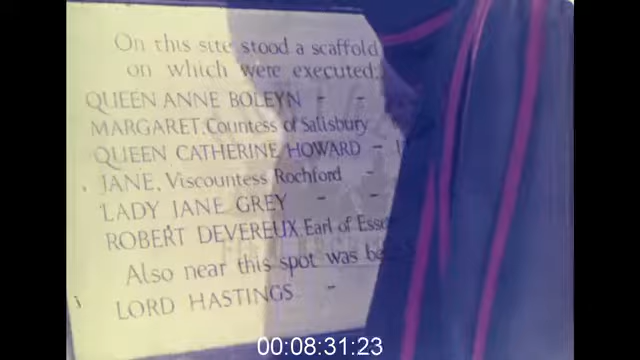 On this site stood a scaffold
on which were executed:
QUEEN ANNE BOLEYN - -
MARGARET, Countess of Salisbury
QUEEN CATHERINE HOWARD -
JANE, Viscountess Rochford -
LADY JANE GREY - -
ROBERT DEVEREUX, Earl of
Also near this spot was
LORD HASTINGS -
00:08:31:23